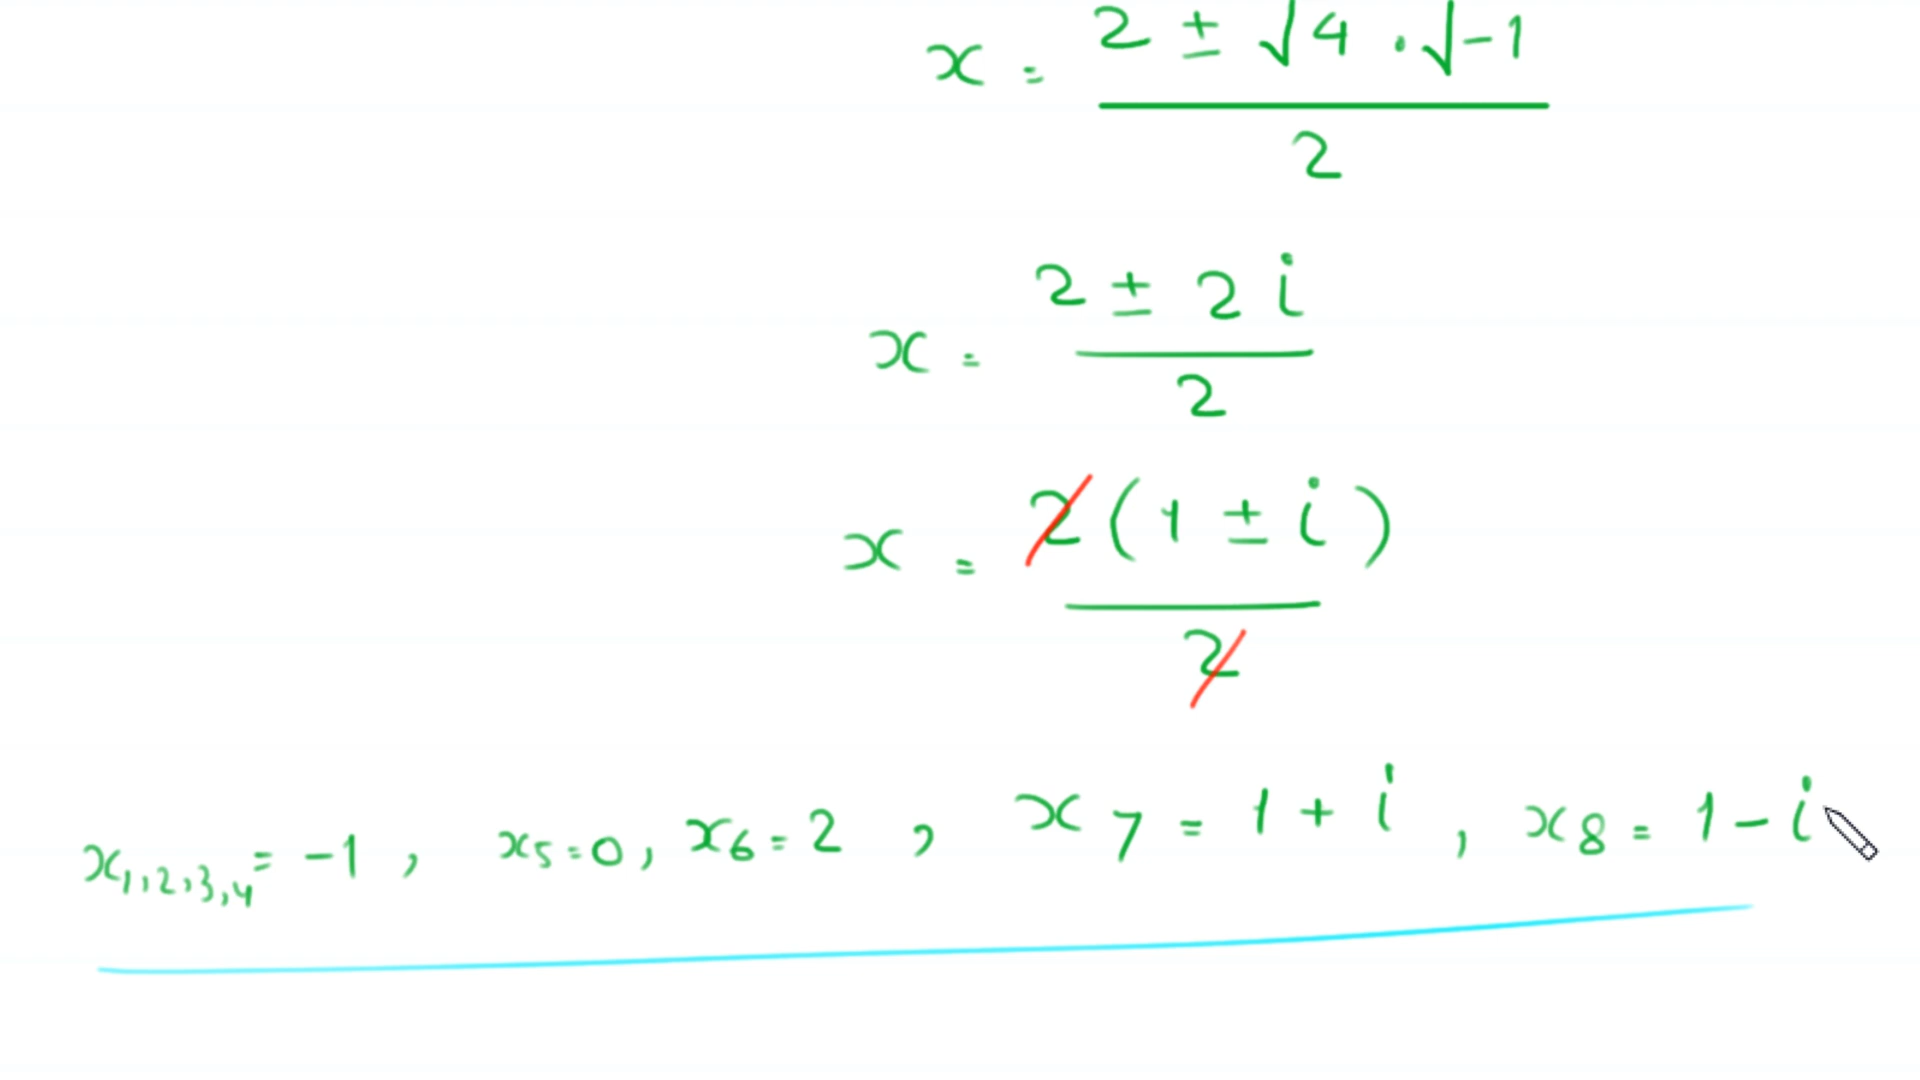 x = (2 ± √4 · √-1) / 2
x = (2 ± 2i) / 2
x = 2(1 ± i) / 2
x₁,₂,₃,₄ = -1 , x₅ = 0 , x₆ = 2 , x₇ = 1 + i , x₈ = 1 - i